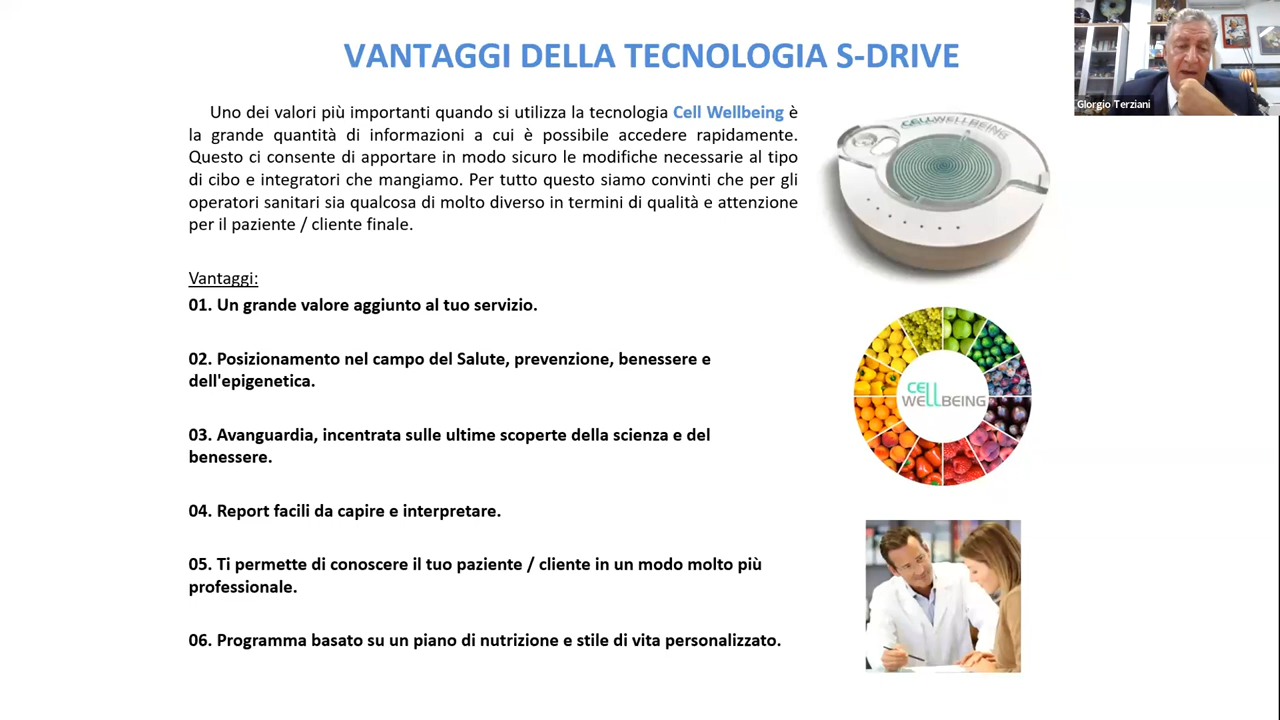 VANTAGGI DELLA TECNOLOGIA S-DRIVE
Giorgio Terziani
Uno dei valori più importanti quando si utilizza la tecnologia Cell Wellbeing è
la grande quantità di informazioni a cui è possibile accedere rapidamente.
Questo ci consente di apportare in modo sicuro le modifiche necessarie al tipo
di cibo e integratori che mangiamo. Per tutto questo siamo convinti che per gli
operatori sanitari sia qualcosa di molto diverso in termini di qualità e attenzione
per il paziente / cliente finale.
CELLWELLBEING
Vantaggi:
01. Un grande valore aggiunto al tuo servizio.
02. Posizionamento nel campo del Salute, prevenzione, benessere e
dell'epigenetica.
03. Avanguardia, incentrata sulle ultime scoperte della scienza e del
benessere.
04. Report facili da capire e interpretare.
05. Ti permette di conoscere il tuo paziente / cliente in un modo molto più
professionale.
06. Programma basato su un piano di nutrizione e stile di vita personalizzato.
CELL
WELLBEING